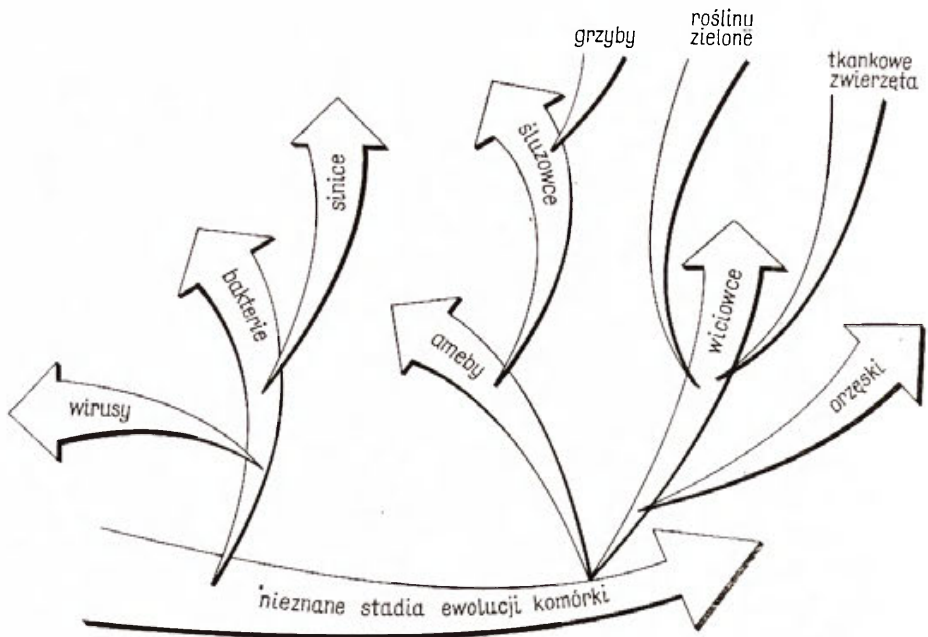 grzyby
roślinu
zielone
tkankowe
zwierzęta
śluzowce
sinice
bakterie
wiciowce
ameby
orzęski
wirusy
nieznane stadia ewolucji komórki